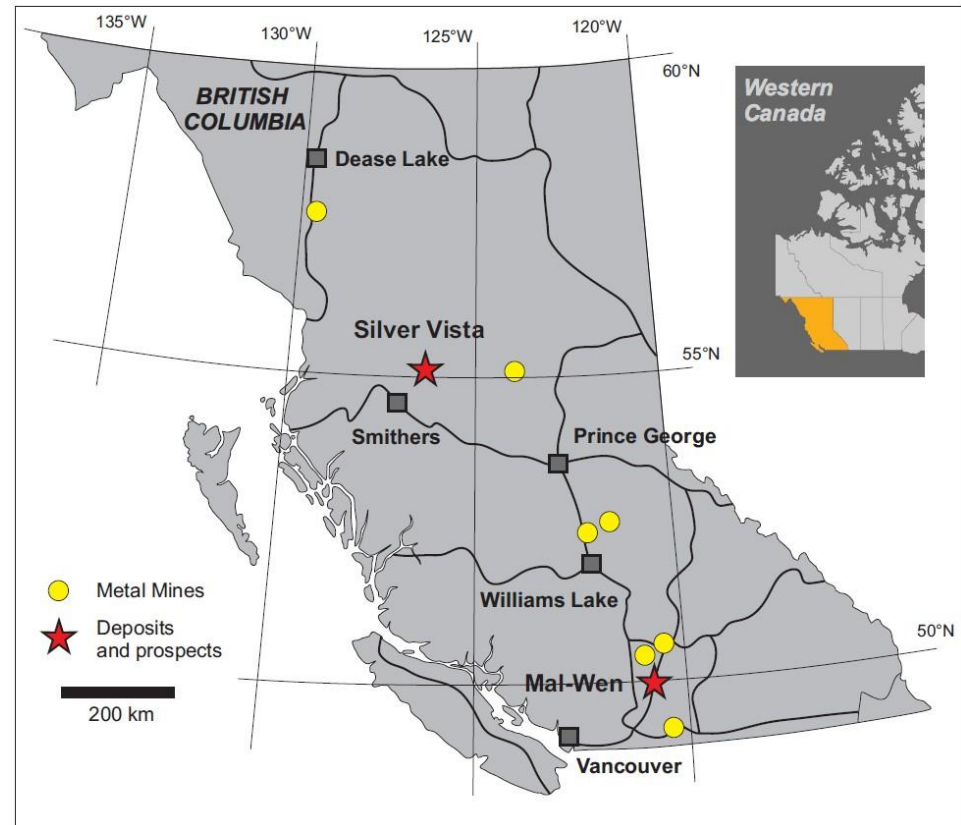 135°W
130°W
125°W
120°W
60°N
BRITISH
COLUMBIA
Western
Canada
Dease Lake
Silver Vista
55°N
Smithers
Prince George
Metal Mines
Williams Lake
Deposits
and prospects
50°N
Mal-Wen
200 km
Vancouver